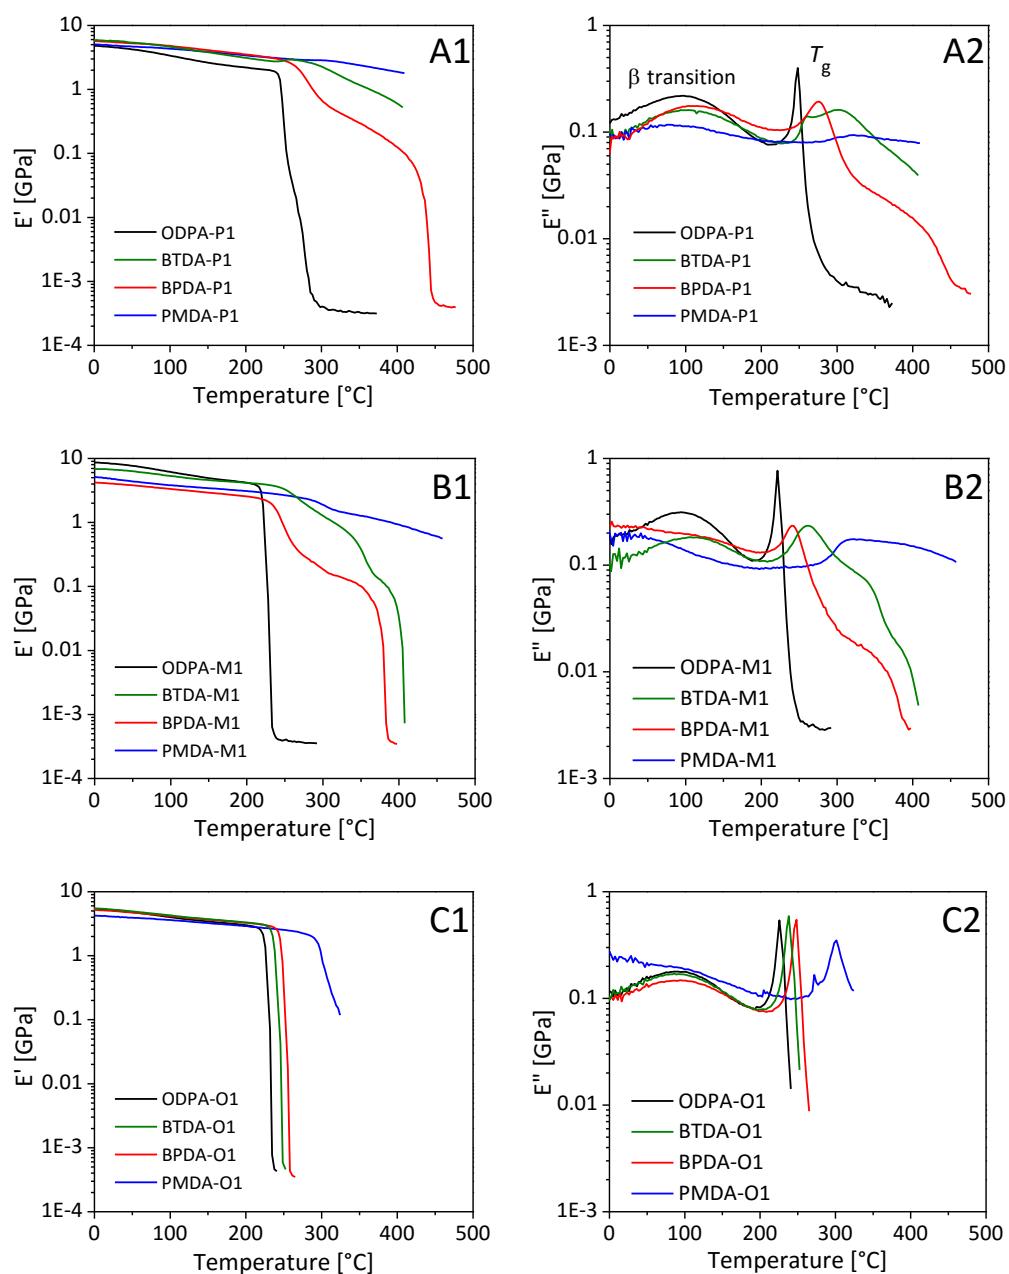 A1
E' [GPa]
10
1
0.1
0.01
1E-3
1E-4
ODPA-P1
BTDA-P1
BPDA-P1
PMDA-P1
0 100 200 300 400 500
Temperature [°C]
A2
E" [GPa]
1
0.1
0.01
1E-3
β transition
Tg
ODPA-P1
BTDA-P1
BPDA-P1
PMDA-P1
0 100 200 300 400 500
Temperature [°C]
B1
E' [GPa]
10
1
0.1
0.01
1E-3
1E-4
ODPA-M1
BTDA-M1
BPDA-M1
PMDA-M1
0 100 200 300 400 500
Temperature [°C]
B2
E" [GPa]
1
0.1
0.01
1E-3
ODPA-M1
BTDA-M1
BPDA-M1
PMDA-M1
0 100 200 300 400 500
Temperature [°C]
C1
E' [GPa]
10
1
0.1
0.01
1E-3
1E-4
ODPA-O1
BTDA-O1
BPDA-O1
PMDA-O1
0 100 200 300 400 500
Temperature [°C]
C2
E" [GPa]
1
0.1
0.01
1E-3
ODPA-O1
BTDA-O1
BPDA-O1
PMDA-O1
0 100 200 300 400 500
Temperature [°C]